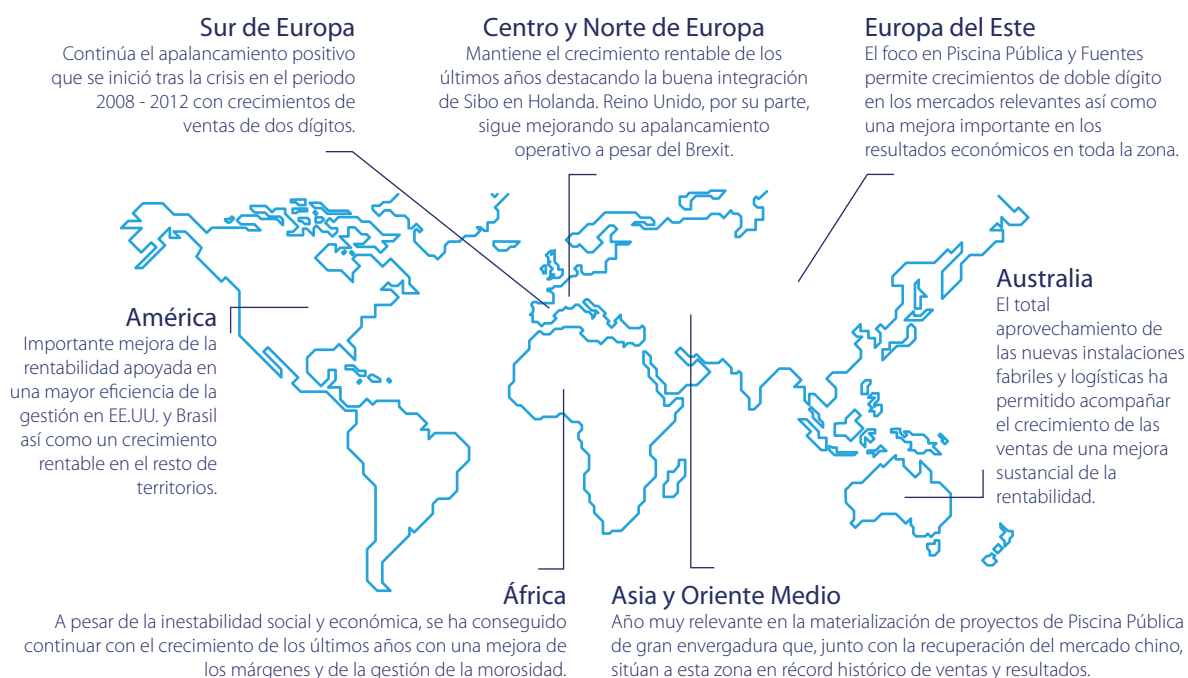 Sur de Europa
Continúa el apalancamiento positivo
que se inició tras la crisis en el periodo
2008 - 2012 con crecimientos de
ventas de dos dígitos.
Centro y Norte de Europa
Mantiene el crecimiento rentable de los
últimos años destacando la buena integración
de Sibo en Holanda. Reino Unido, por su parte,
sigue mejorando su apalancamiento
operativo a pesar del Brexit.
Europa del Este
El foco en Piscina Pública y Fuentes
permite crecimientos de doble dígito
en los mercados relevantes así como
una mejora importante en los
resultados económicos en toda la zona.
América
Importante mejora de la
rentabilidad apoyada en
una mayor eficiencia de la
gestión en EE.UU. y Brasil
así como un crecimiento
rentable en el resto de
territorios.
Australia
El total
aprovechamiento de
las nuevas instalaciones
fabriles y logísticas ha
permitido acompañar
el crecimiento de las
ventas de una mejora
sustancial de la
rentabilidad.
África
A pesar de la inestabilidad social y económica, se ha conseguido
continuar con el crecimiento de los últimos años con una mejora de
los márgenes y de la gestión de la morosidad.
Asia y Oriente Medio
Año muy relevante en la materialización de proyectos de Piscina Pública
de gran envergadura que, junto con la recuperación del mercado chino,
sitúan a esta zona en récord histórico de ventas y resultados.